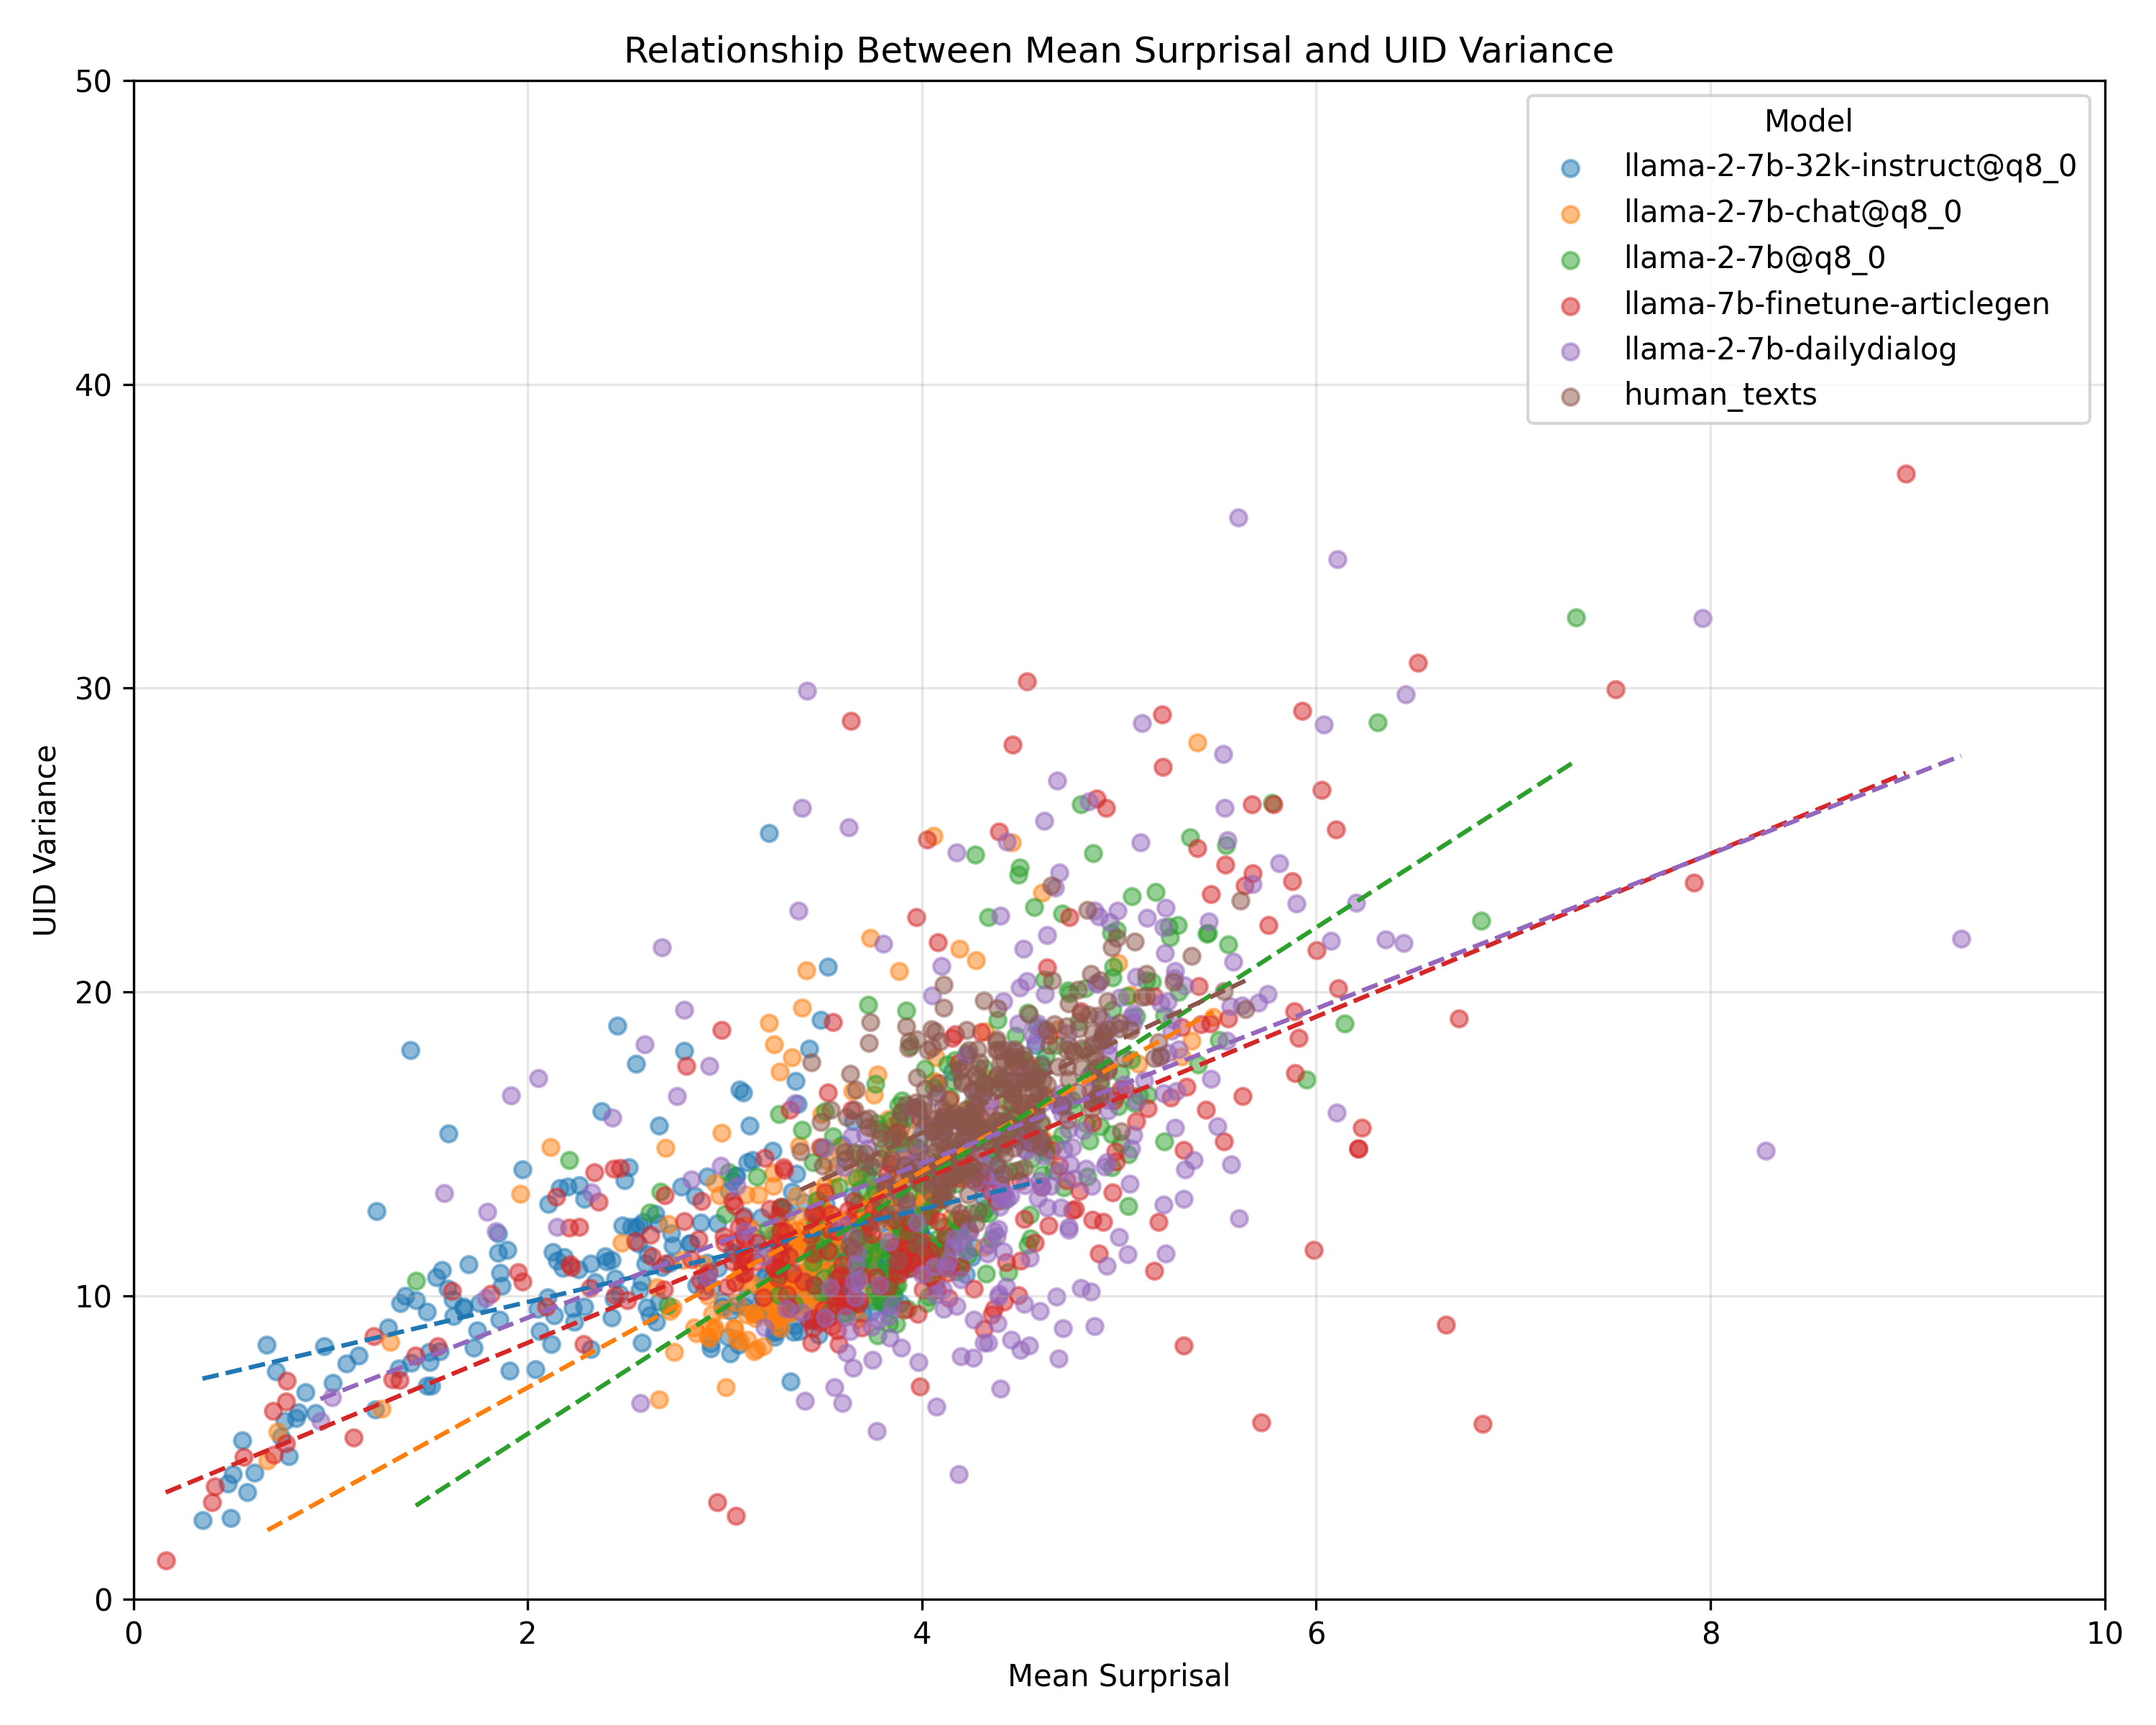 Relationship Between Mean Surprisal and UID Variance
50
40
30
20
10
0
UID Variance
Model
llama-2-7b-32k-instruct@q8_0
llama-2-7b-chat@q8_0
llama-2-7b@q8_0
llama-7b-finetune-articlegen
llama-2-7b-dailydialog
human_texts
0 2 4 6 8 10
Mean Surprisal